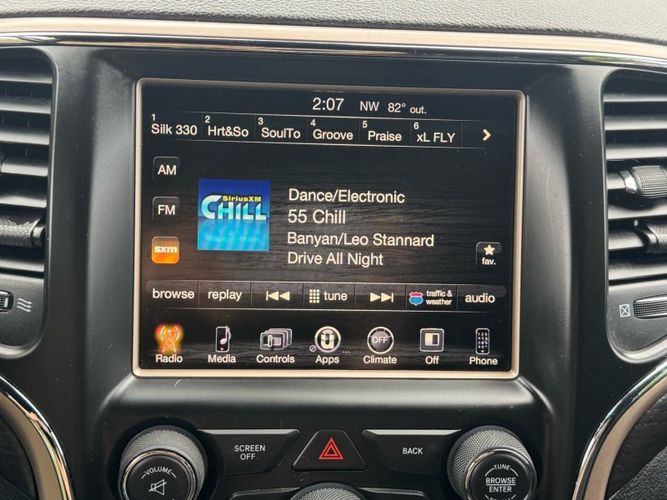 2:07 NW 82° out.
1 Silk 330 2 Hrt&So 3 SoulTo 4 Groove 5 Praise 6 xL FLY
AM
FM
sxm
SiriusXM
CHILL
Dance/Electronic
55 Chill
Banyan/Leo Stannard
Drive All Night
fav.
browse replay tune traffic & weather audio
Radio Media Controls Apps Climate Off Phone
OFF
VOLUME
SCREEN
OFF
BACK
TUNE
BROWSE
ENTER